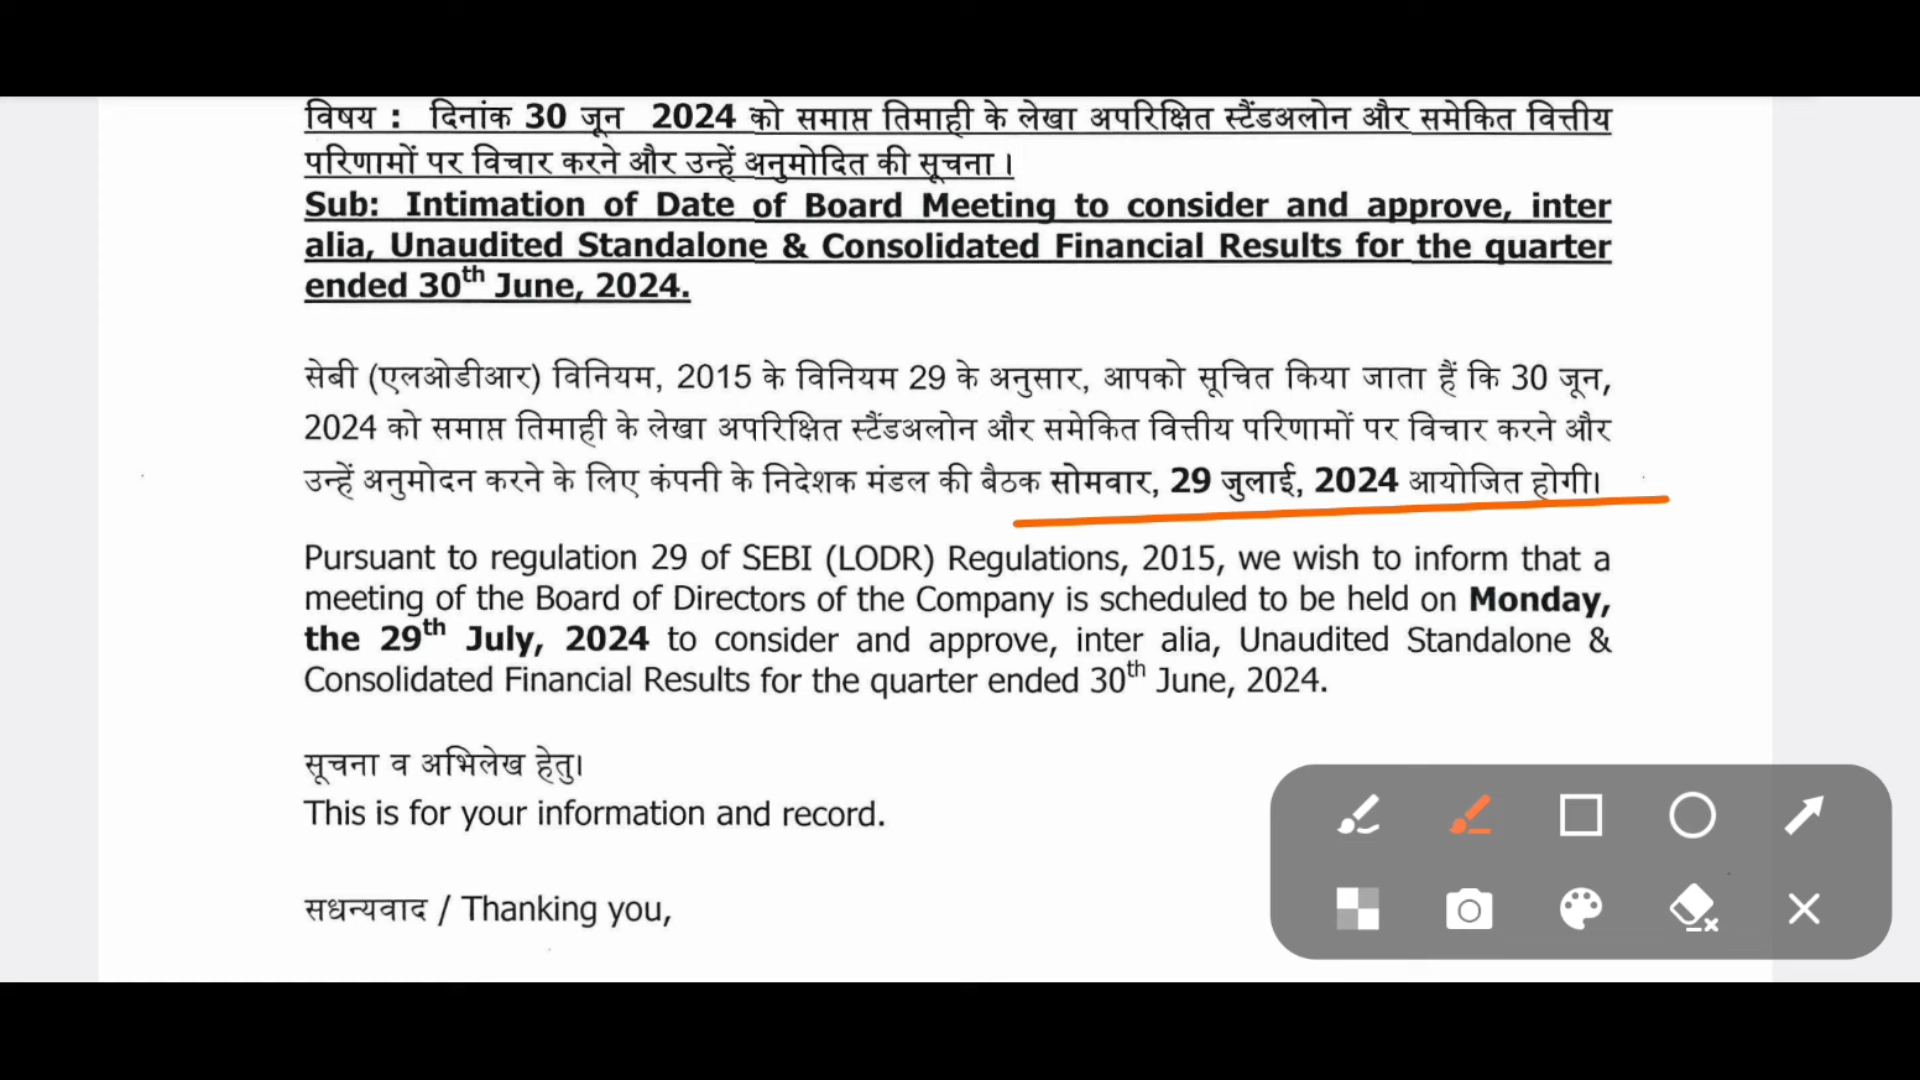 विषय : दिनांक 30 जून 2024 को समाप्त तिमाही के लेखा अपरिक्षित स्टैंडअलोन और समेकित वित्तीय
परिणामों पर विचार करने और उन्हें अनुमोदित की सूचना।
Sub: Intimation of Date of Board Meeting to consider and approve, inter
alia, Unaudited Standalone & Consolidated Financial Results for the quarter
ended 30th June, 2024.
सेबी (एलओडीआर) विनियम, 2015 के विनियम 29 के अनुसार, आपको सूचित किया जाता हैं कि 30 जून,
2024 को समाप्त तिमाही के लेखा अपरिक्षित स्टैंडअलोन और समेकित वित्तीय परिणामों पर विचार करने और
उन्हें अनुमोदन करने के लिए कंपनी के निदेशक मंडल की बैठक सोमवार, 29 जुलाई, 2024 आयोजित होगी।
Pursuant to regulation 29 of SEBI (LODR) Regulations, 2015, we wish to inform that a
meeting of the Board of Directors of the Company is scheduled to be held on Monday,
the 29th July, 2024 to consider and approve, inter alia, Unaudited Standalone &
Consolidated Financial Results for the quarter ended 30th June, 2024.
सूचना व अभिलेख हेतु।
This is for your information and record.
सधन्यवाद / Thanking you,